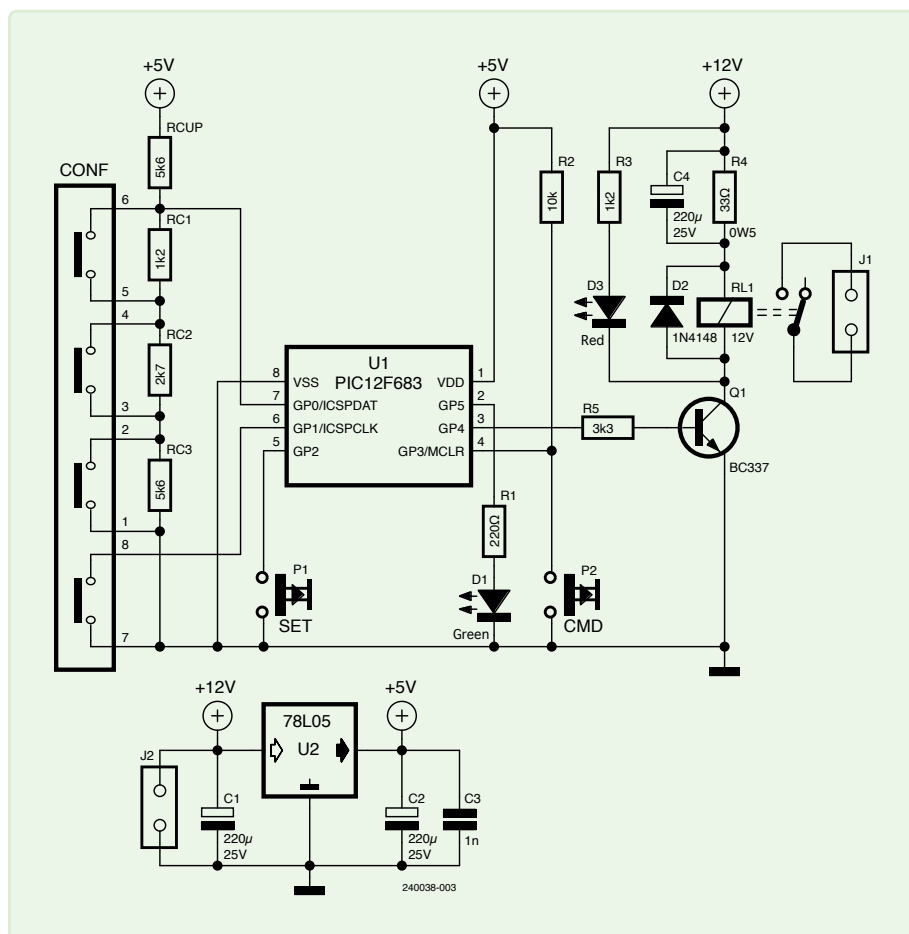 +5V
+5V
+12V
RCUP
5k6
CONF
6
RC1
1k2
5
4
RC2
2k7
3
2
RC3
5k6
1
8
7
R2
10k
R3
1k2
C4
220µ
25V
R4
33Ω
0W5
D3
Red
D2
1N4148
RL1
12V
J1
U1
PIC12F683
8
VSS
VDD
1
7
GP0/ICSPDAT
GP5
2
6
GP1/ICSPCLK
GP4
3
5
GP2
GP3/MCLR
4
R5
3k3
Q1
BC337
R1
220Ω
P1
SET
D1
Green
P2
CMD
+12V
+5V
78L05
U2
J2
C1
220µ
25V
C2
220µ
25V
C3
1n
240038-003